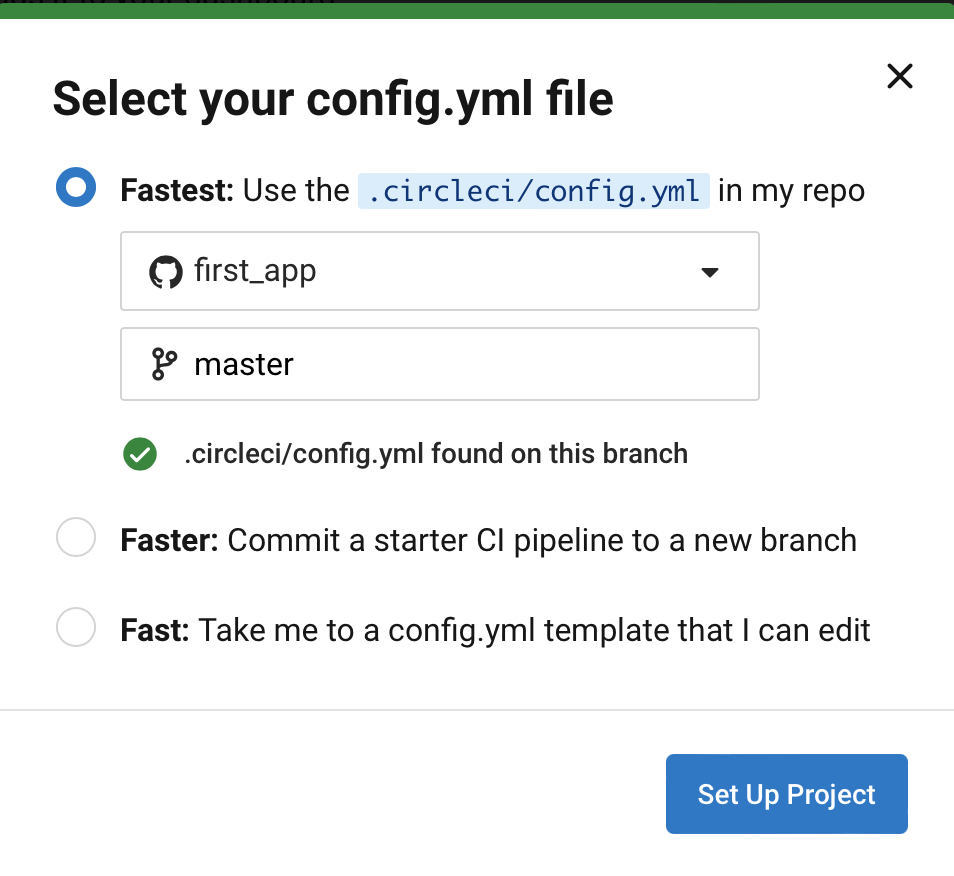 Select your config.yml file
Fastest: Use the .circleci/config.yml in my repo
first_app
master
.circleci/config.yml found on this branch
Faster: Commit a starter CI pipeline to a new branch
Fast: Take me to a config.yml template that I can edit
Set Up Project